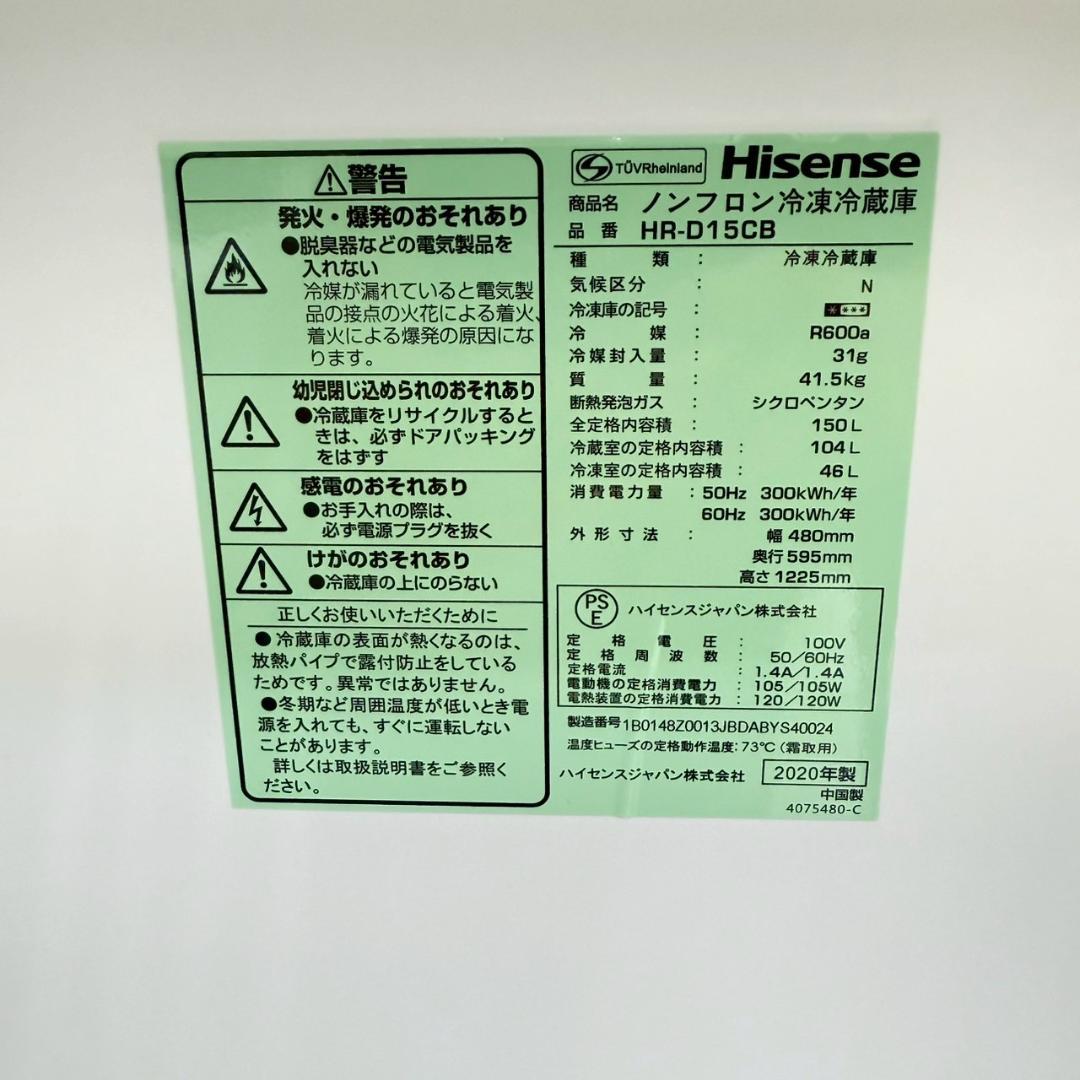 ⚠警告
発火・爆発のおそれあり
●脱臭器などの電気製品を
入れない
冷媒が漏れていると電気製
品の接点の火花による着火、
着火による爆発の原因にな
ります。
幼児閉じ込められのおそれあり
●冷蔵庫をリサイクルすると
きは、必ずドアパッキング
をはずす
感電のおそれあり
●お手入れの際は、
必ず電源プラグを抜く
けがのおそれあり
●冷蔵庫の上にのらない
正しくお使いいただくために
●冷蔵庫の表面が熱くなるのは、
放熱パイプで露付防止をしている
ためです。異常ではありません。
●冬期など周囲温度が低いとき電
源を入れても、すぐに運転しない
ことがあります。
詳しくは取扱説明書をご参照く
ださい。
TÜVRheinland Hisense
商品名 ノンフロン冷凍冷蔵庫
品番 HR-D15CB
種類： 冷凍冷蔵庫
気候区分： N
冷凍庫の記号： ****
冷媒： R600a
冷媒封入量： 31g
質量： 41.5kg
断熱発泡ガス： シクロペンタン
全定格内容積： 150L
冷蔵室の定格内容積： 104L
冷凍室の定格内容積： 46L
消費電力量： 50Hz 300kWh/年
60Hz 300kWh/年
外形寸法： 幅 480mm
奥行 595mm
高さ 1225mm
PSE ハイセンスジャパン株式会社
定格電圧： 100V
定格周波数： 50/60Hz
定格電流： 1.4A/1.4A
電動機の定格消費電力： 105/105W
電熱装置の定格消費電力： 120/120W
製造番号 1B0148Z0013JBDABYS40024
温度ヒューズの定格動作温度：73℃（霜取用）
ハイセンスジャパン株式会社 2020年製
中国製
4075480-C